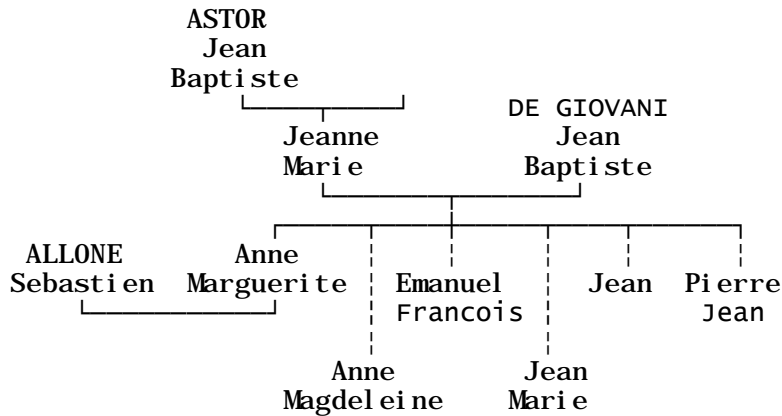 ASTOR
Jean
Baptiste
DE GIOVANI
Jeanne Jean
Marie Baptiste
ALLONE Anne
Sebastien Marguerite Emanuel Jean Pierre
Francois Jean
Anne Jean
Magdeleine Marie